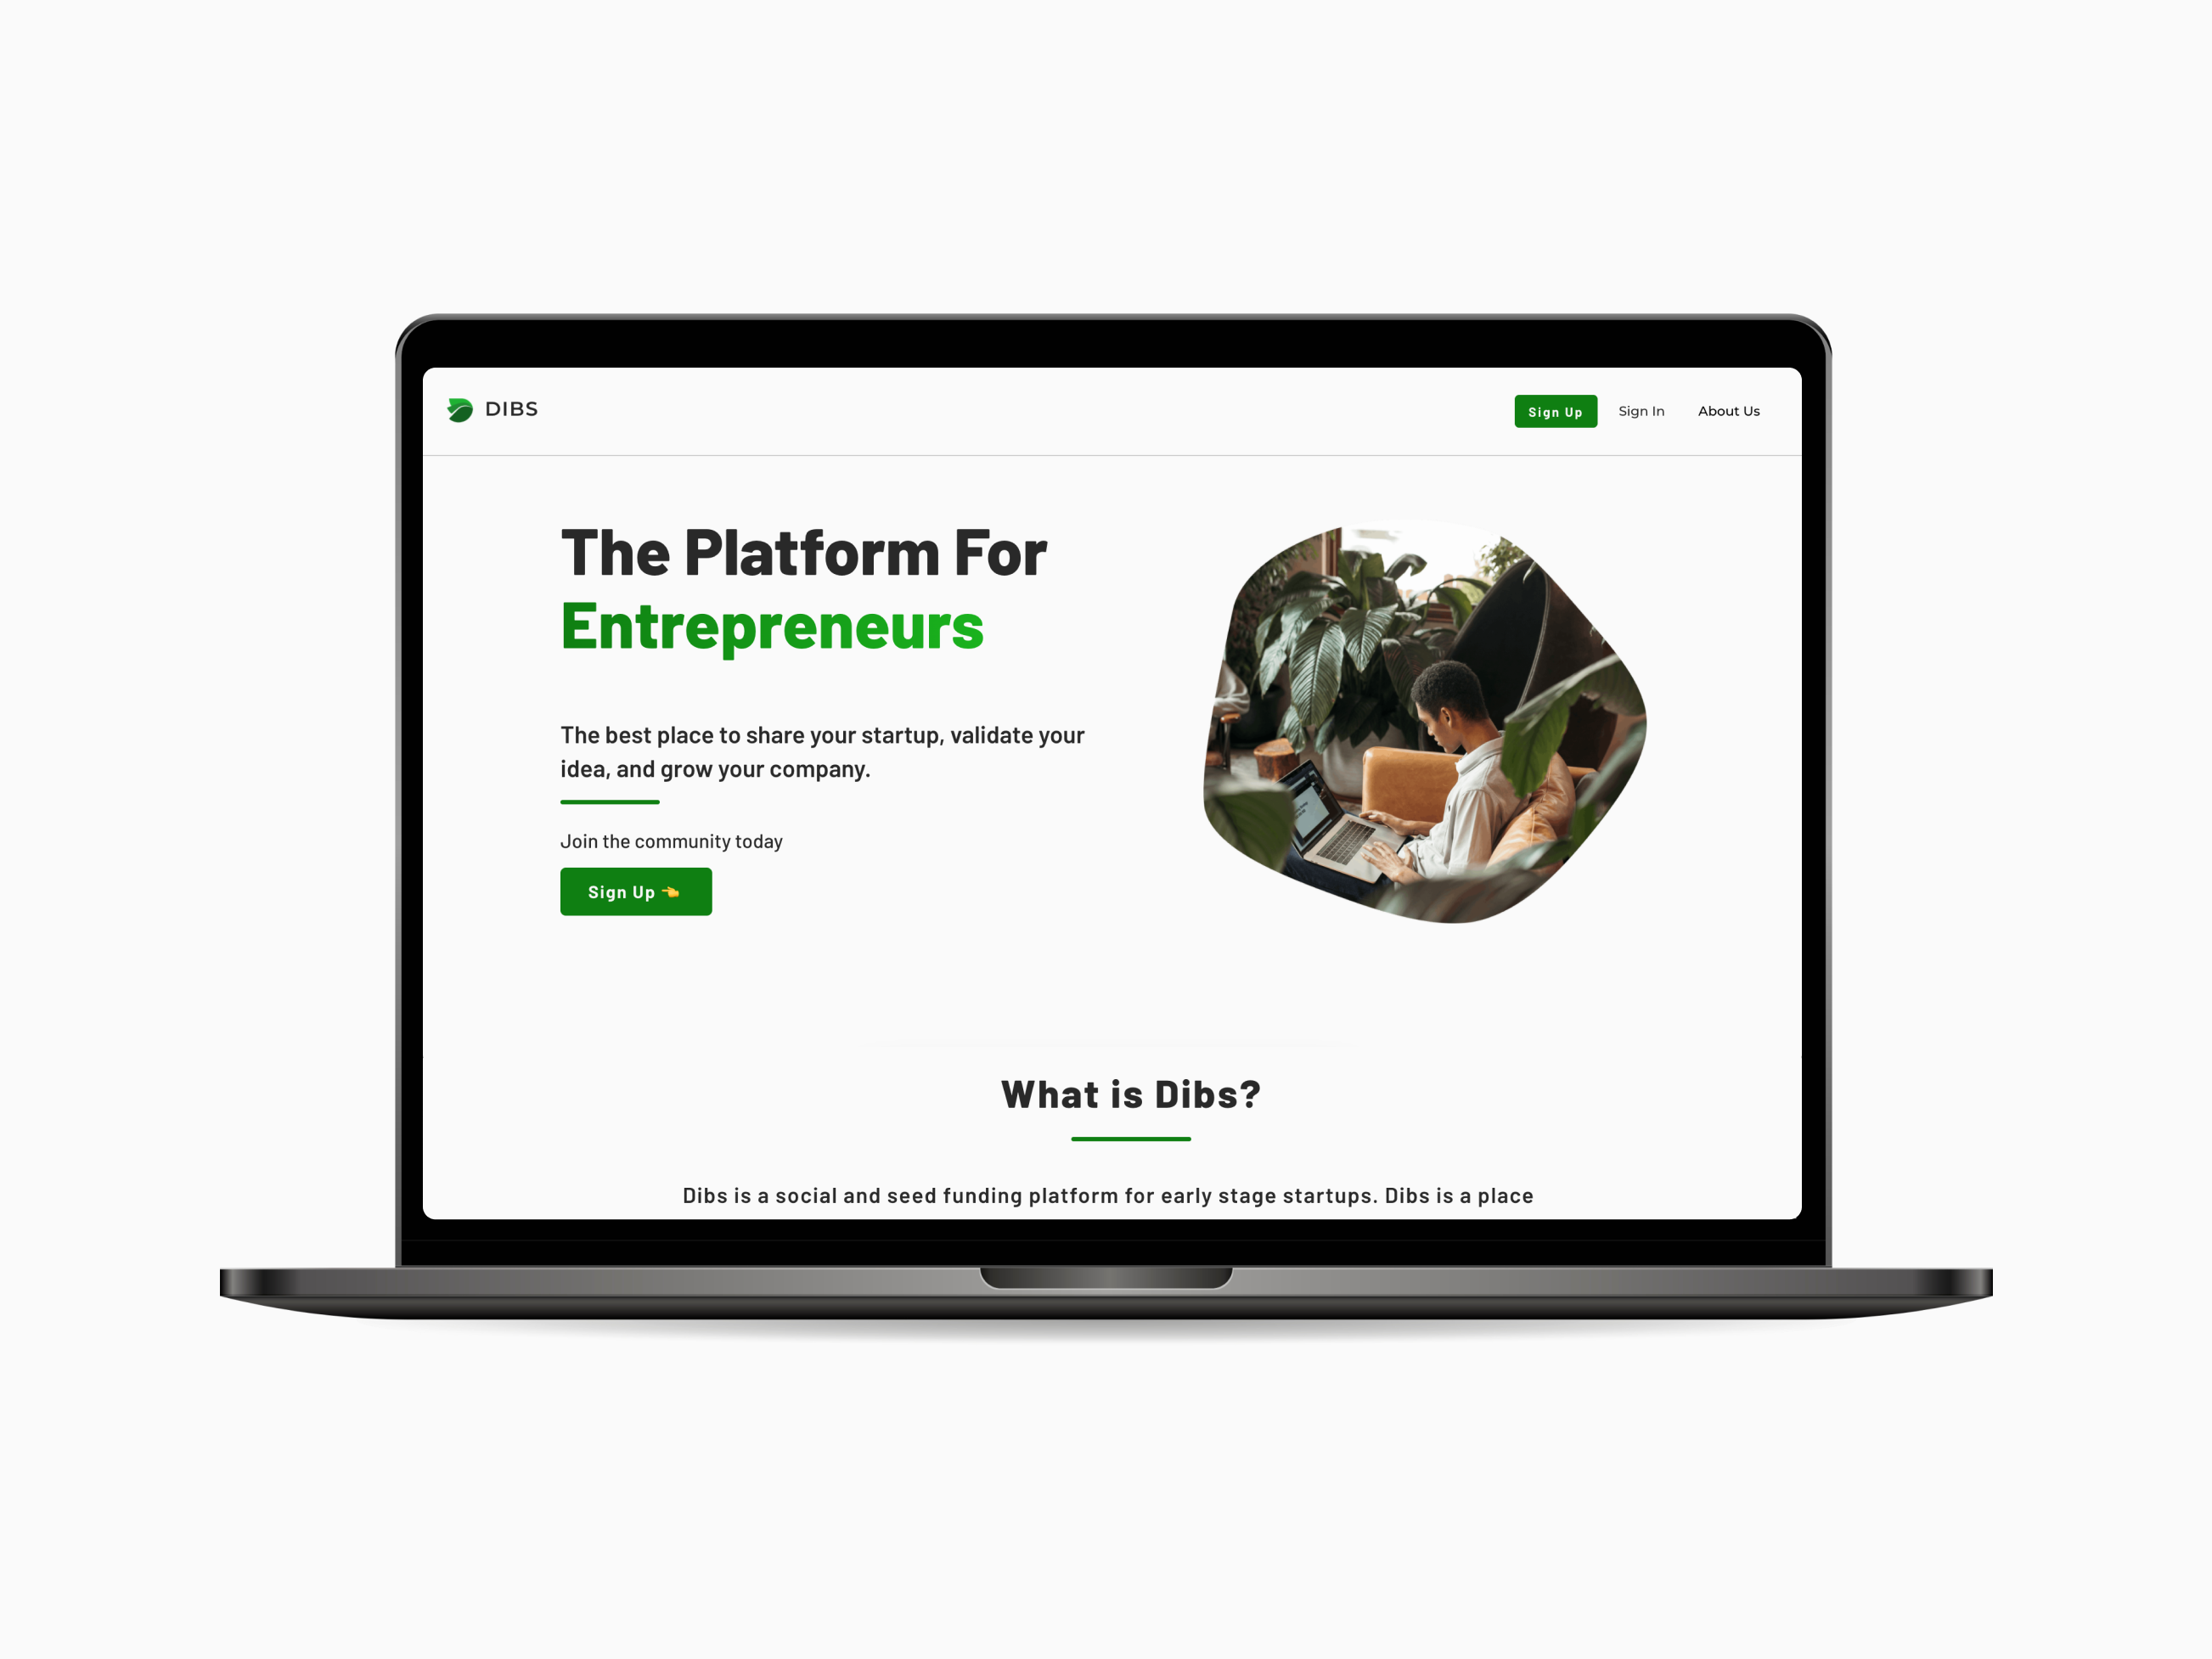 DIBS
Sign Up
Sign In
About Us
The Platform For
Entrepreneurs
The best place to share your startup, validate your
idea, and grow your company.
Join the community today
Sign Up 👈
What is Dibs?
Dibs is a social and seed funding platform for early stage startups. Dibs is a place